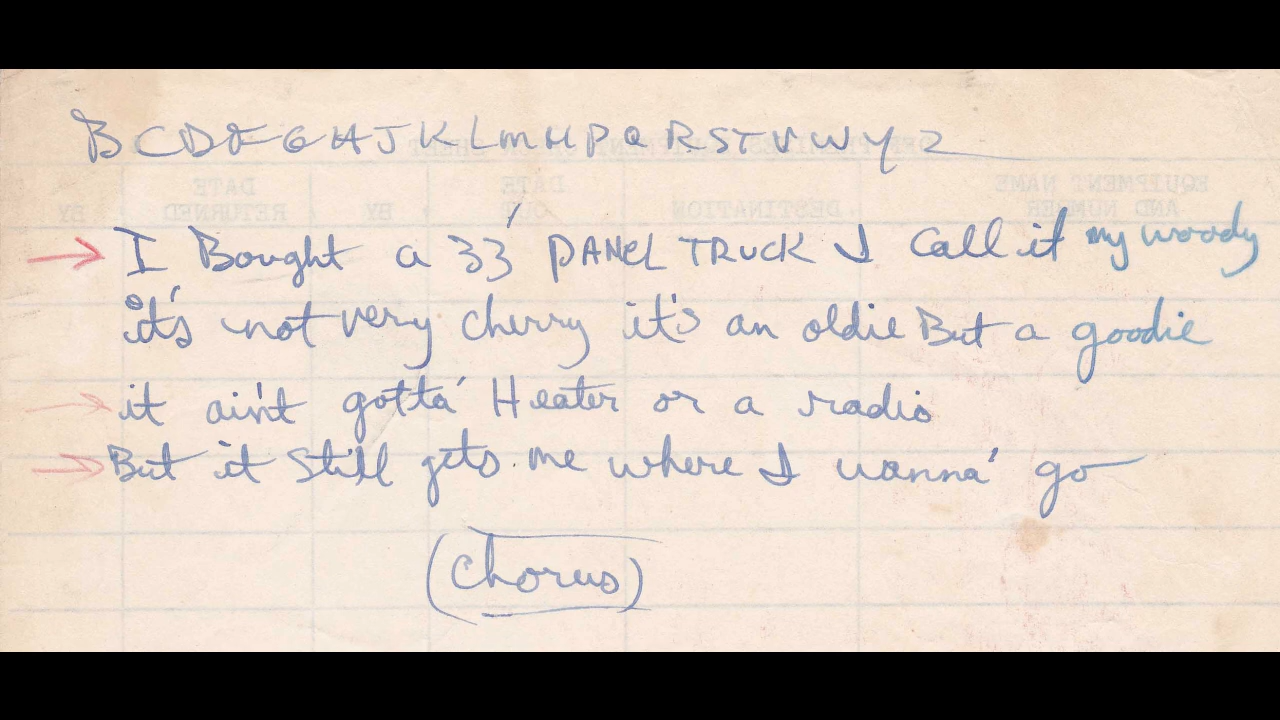 BCDFGHJKLMNPQRSTVWYZ
I Bought a 33' PANEL TRUCK I Call it my woody
it's not very cherry it's an oldie But a goodie
it ain't gotta' Heater or a radio
But it Still gets me where I wanna' go
(Chorus)